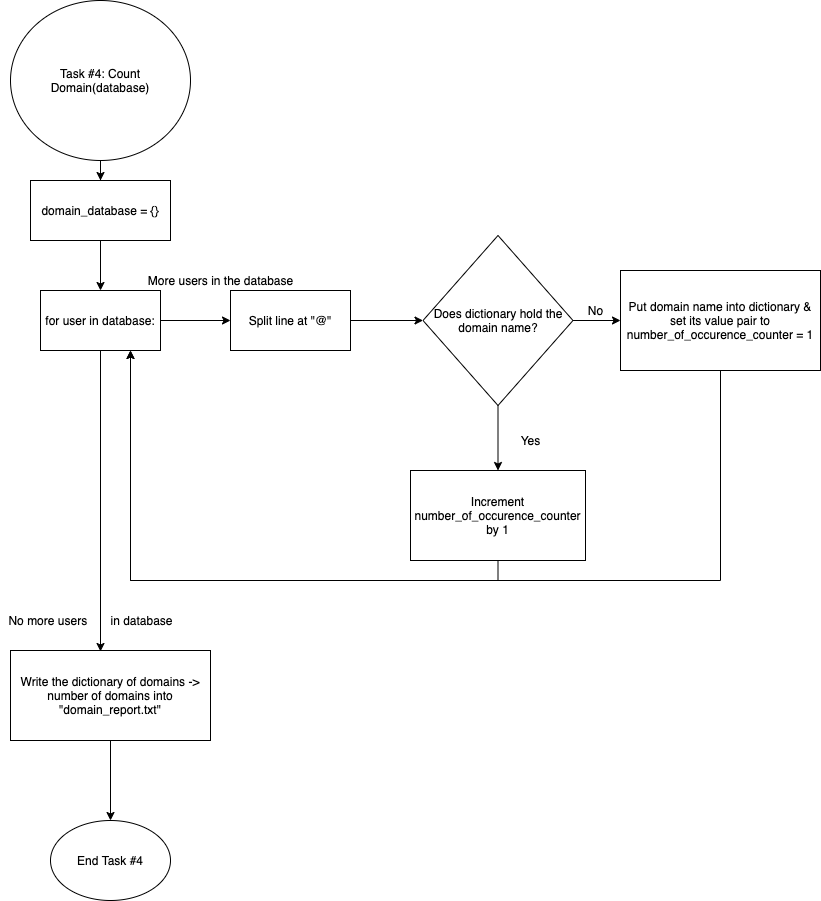 Task #4: Count
Domain(database)
domain_database = {}
More users in the database
for user in database:
Split line at "@"
Does dictionary hold the
domain name?
No
Put domain name into dictionary &
set its value pair to
number_of_occurence_counter = 1
Yes
Increment
number_of_occurence_counter
by 1
No more users in database
Write the dictionary of domains ->
number of domains into
"domain_report.txt"
End Task #4